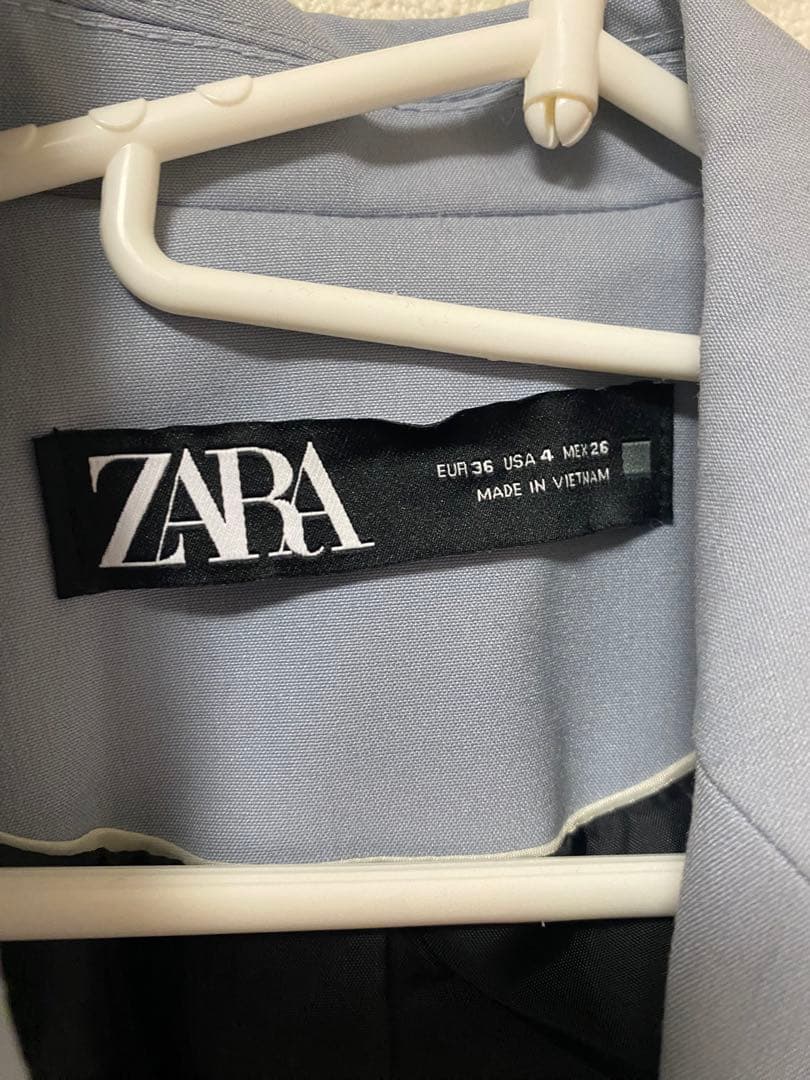 ZARA
EUR 36 USA 4 MEX 26
MADE IN VIETNAM